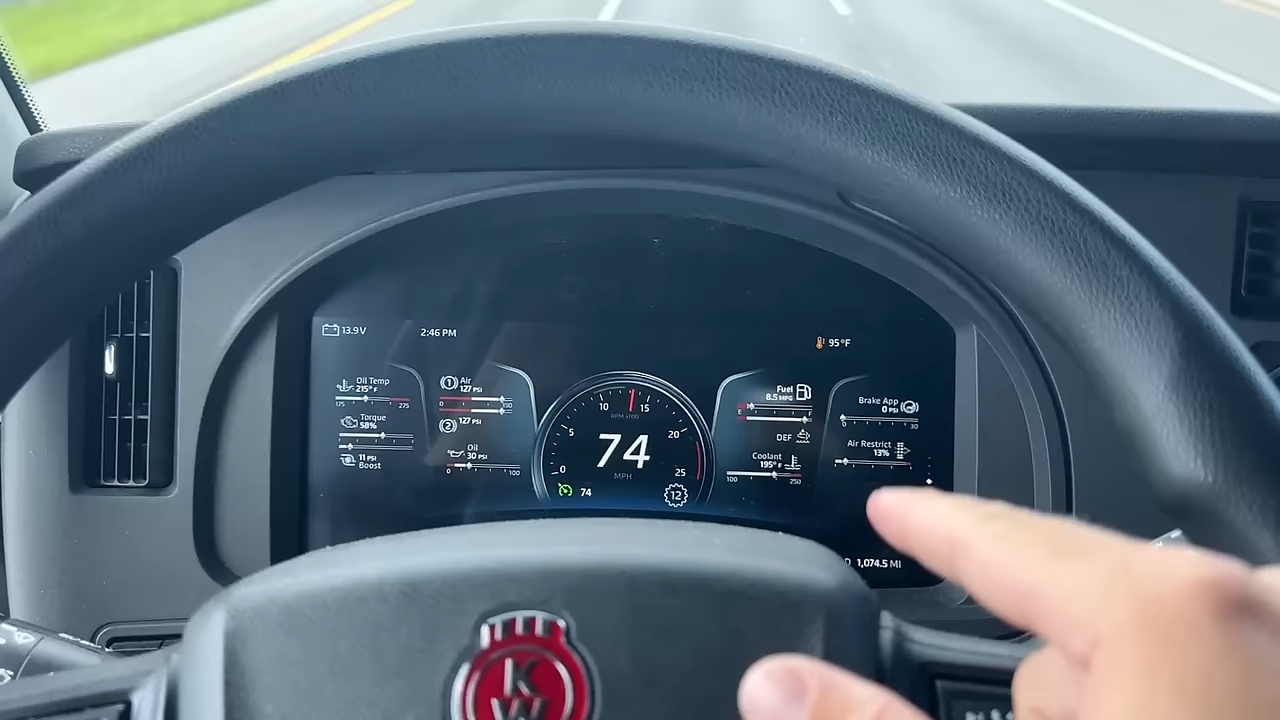 13.9 V
2:46 PM
95 °F
Oil Temp
215° F
175
275
Torque
58%
11 PSI
Boost
1
Air
127 PSI
150
2
127 PSI
Oil
30 PSI
0
100
0
5
10
15
20
25
RPM x100
74
MPH
74
12
Fuel
8.5 MPG
E
DEF
Coolant
195° F
100
250
Brake App
0 PSI
0
30
Air Restrict
13%
1,074.5 MI
K
W